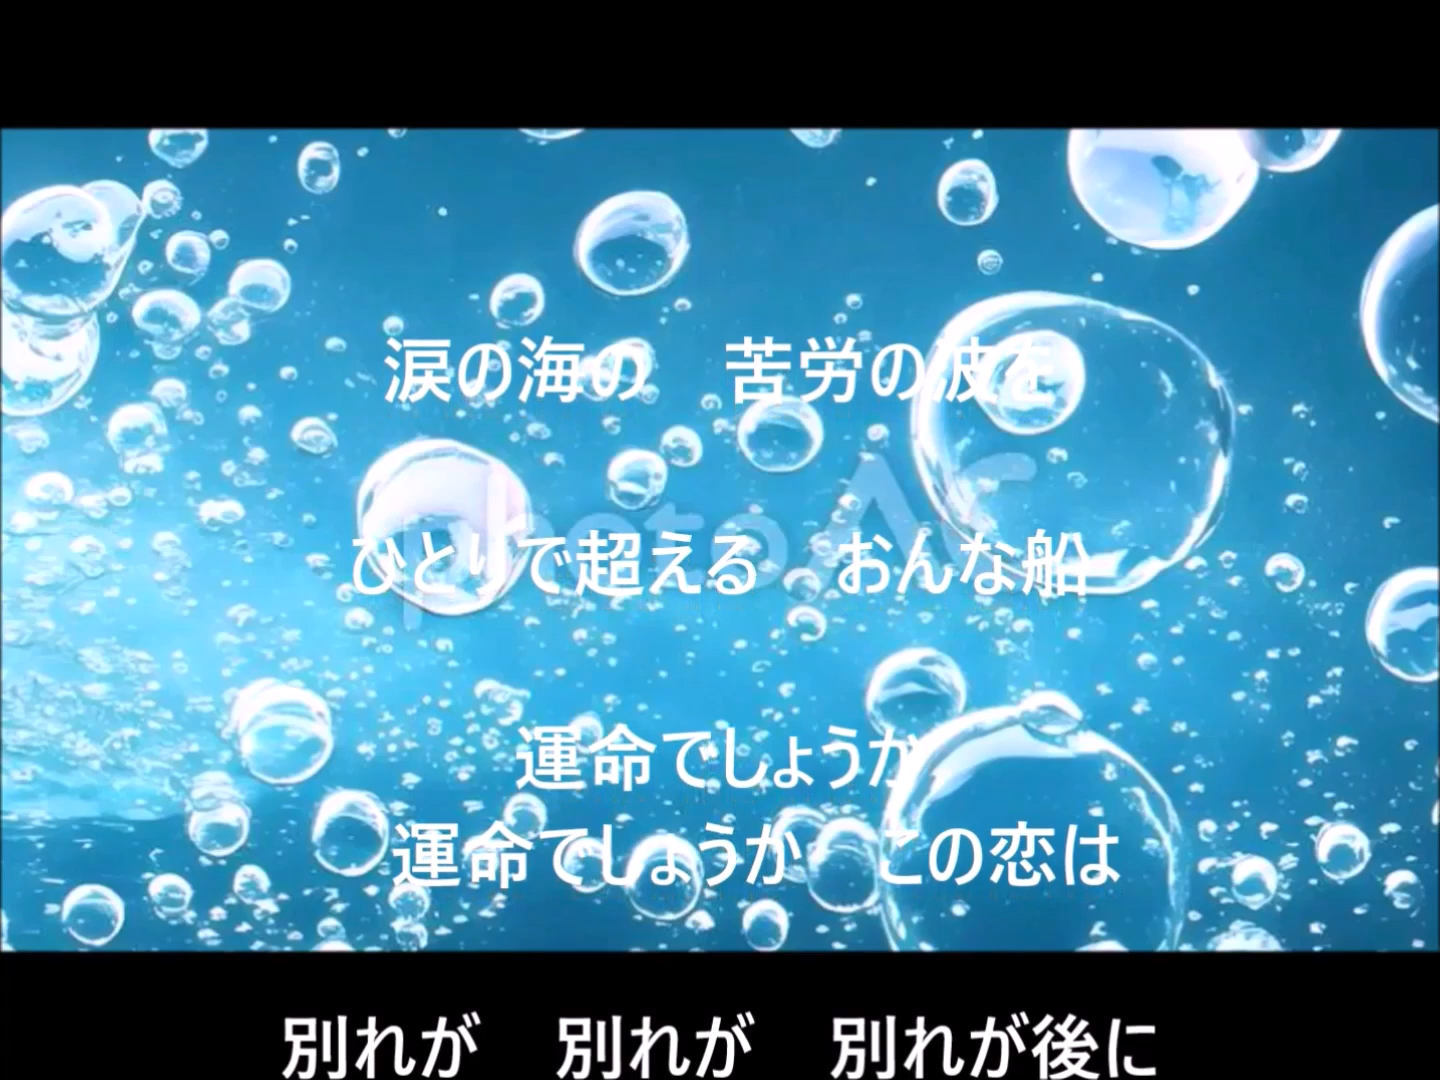 涙の海の　苦労の波を
ひとりで超える　おんな船
photo AC
運命でしょうか
運命でしょうか　この恋は
別れが　別れが　別れが後に